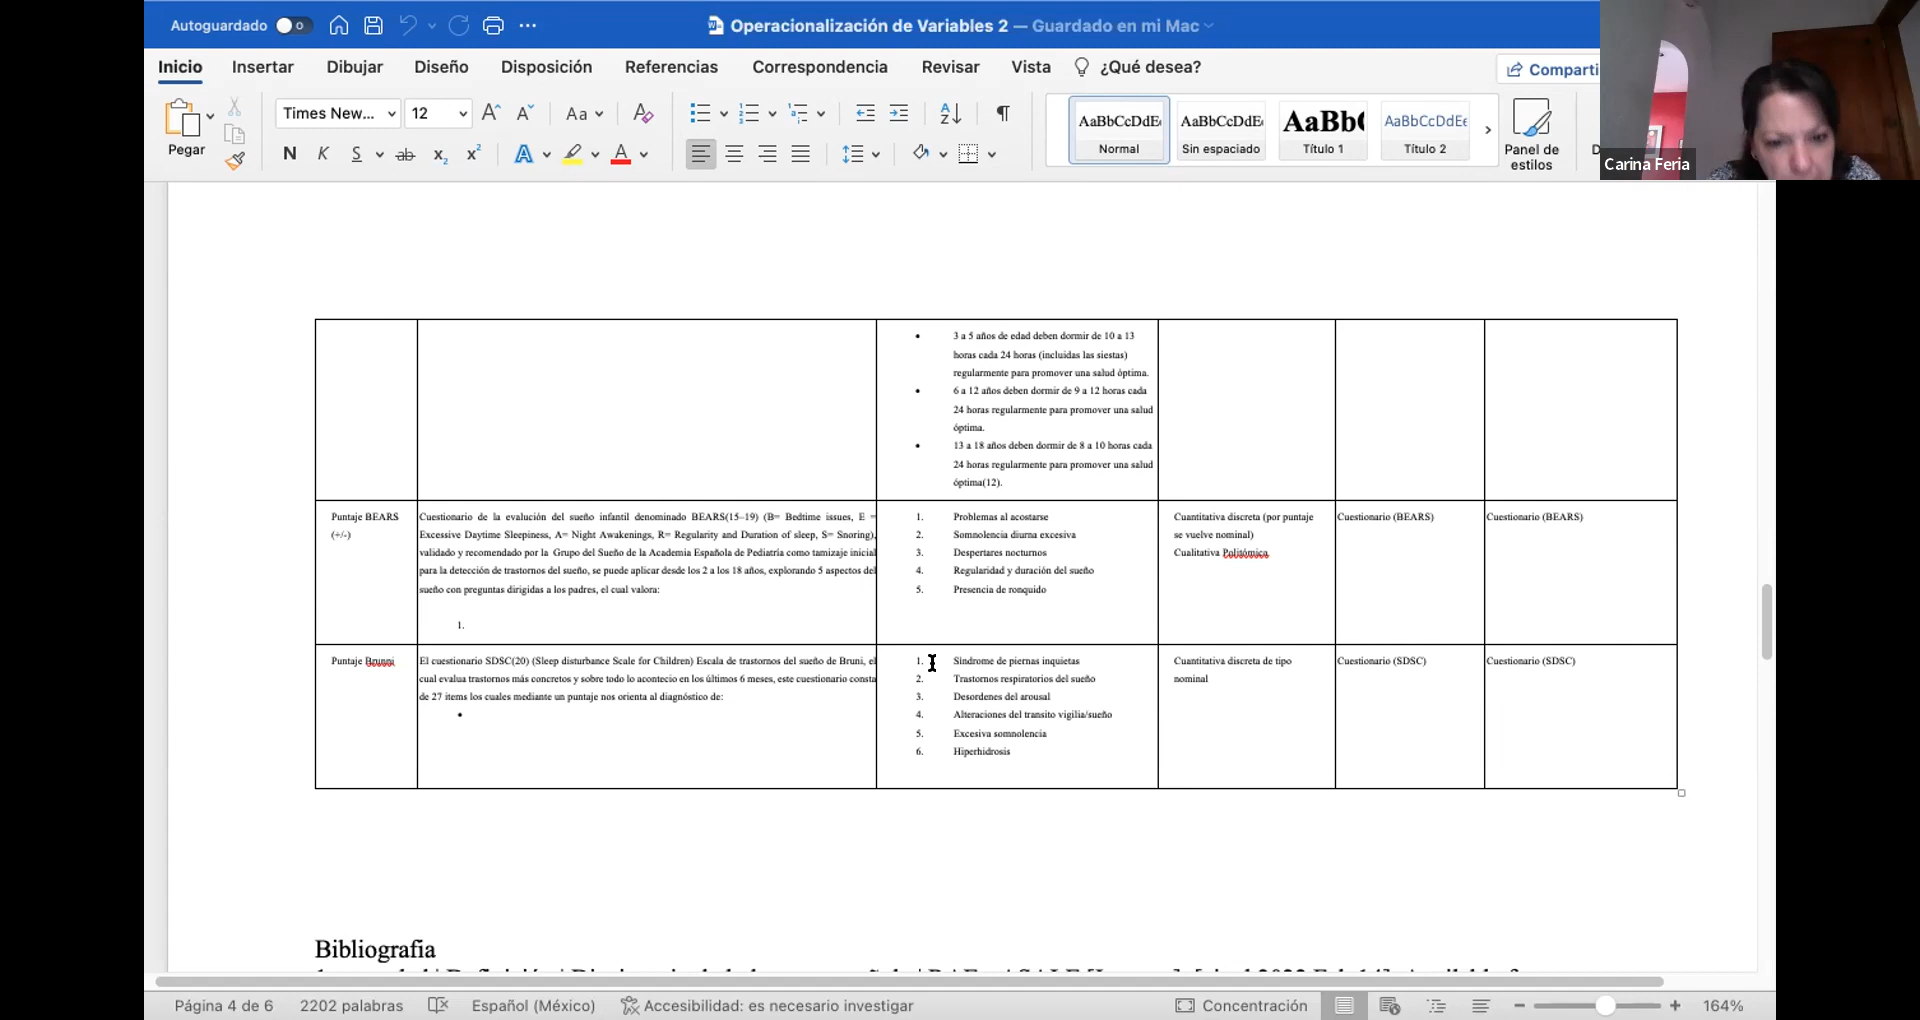 Autoguardado
Operacionalización de Variables 2 — Guardado en mi Mac
Inicio Insertar Dibujar Diseño Disposición Referencias Correspondencia Revisar Vista ¿Qué desea? Comparti
Pegar
Times New... 12
Aa
N K S ab x₂ x²
AaBbCcDdEe AaBbCcDdEe AaBb( AaBbCcDdEe
Normal Sin espaciado Título 1 Título 2
Panel de
estilos
Carina Feria
3 a 5 años de edad deben dormir de 10 a 13
horas cada 24 horas (incluidas las siestas)
regularmente para promover una salud óptima.
6 a 12 años deben dormir de 9 a 12 horas cada
24 horas regularmente para promover una salud
óptima.
13 a 18 años deben dormir de 8 a 10 horas cada
24 horas regularmente para promover una salud
óptima(12).
Puntaje BEARS
(+/-)
Cuestionario de la evalución del sueño infantil denominado BEARS(15–19) (B= Bedtime issues, E =
Excessive Daytime Sleepiness, A= Night Awakenings, R= Regularity and Duration of sleep, S= Snoring),
validado y recomendado por la Grupo del Sueño de la Academia Española de Pediatría como tamizaje inicial
para la detección de trastornos del sueño, se puede aplicar desde los 2 a los 18 años, explorando 5 aspectos del
sueño con preguntas dirigidas a los padres, el cual valora:
1.
1. Problemas al acostarse
2. Somnolencia diurna excesiva
3. Despertares nocturnos
4. Regularidad y duración del sueño
5. Presencia de ronquido
Cuantitativa discreta (por puntaje
se vuelve nominal)
Cualitativa Politómica
Cuestionario (BEARS)
Cuestionario (BEARS)
Puntaje Brunni
El cuestionario SDSC(20) (Sleep disturbance Scale for Children) Escala de trastornos del sueño de Bruni, el
cual evalua trastornos más concretos y sobre todo lo acontecio en los últimos 6 meses, este cuestionario consta
de 27 items los cuales mediante un puntaje nos orienta al diagnóstico de:
1. Síndrome de piernas inquietas
2. Trastornos respiratorios del sueño
3. Desordenes del arousal
4. Alteraciones del transito vigilia/sueño
5. Excesiva somnolencia
6. Hiperhidrosis
Cuantitativa discreta de tipo
nominal
Cuestionario (SDSC)
Cuestionario (SDSC)
Bibliografia
Página 4 de 6 2202 palabras Español (México) Accesibilidad: es necesario investigar Concentración 164%